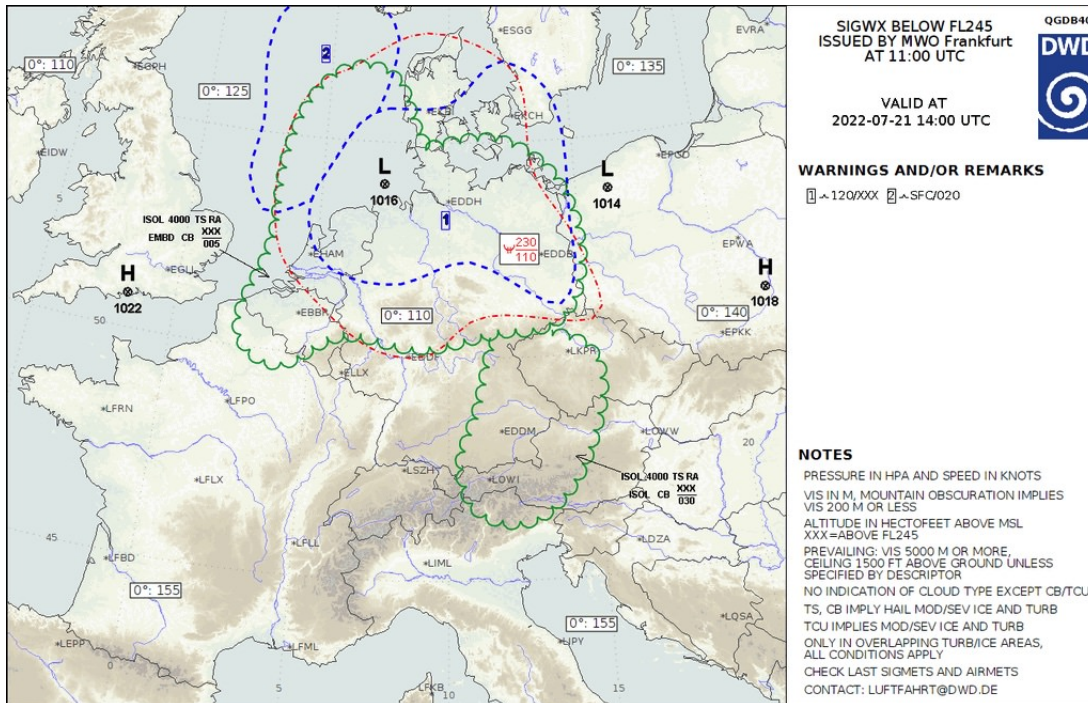 SIGWX BELOW FL245
ISSUED BY MWO Frankfurt
AT 11:00 UTC
VALID AT
2022-07-21 14:00 UTC
QGDB40
DWD
WARNINGS AND/OR REMARKS
1 120/XXX 2 SFC/020
NOTES
PRESSURE IN HPA AND SPEED IN KNOTS
VIS IN M, MOUNTAIN OBSCURATION IMPLIES
VIS 200 M OR LESS
ALTITUDE IN HECTOFEET ABOVE MSL
XXX=ABOVE FL245
PREVAILING: VIS 5000 M OR MORE,
CEILING 1500 FT ABOVE GROUND UNLESS
SPECIFIED BY DESCRIPTOR
NO INDICATION OF CLOUD TYPE EXCEPT CB/TCU
TS, CB IMPLY HAIL MOD/SEV ICE AND TURB
TCU IMPLIES MOD/SEV ICE AND TURB
ONLY IN OVERLAPPING TURB/ICE AREAS,
ALL CONDITIONS APPLY
CHECK LAST SIGMETS AND AIRMETS
CONTACT: LUFTFAHRT@DWD.DE
ESGG
EVRA
2
0°: 110
EGPH
0°: 135
0°: 125
EKBI
EKCH
EIDW
EPGD
L
1016
L
1014
5
EDDH
ISOL 4000 TS RA
EMBD CB XXX
005
1
EPWA
EHAM
230
110
EDDB
EGLL
H
1022
H
1018
EBBR
0°: 110
0°: 140
50
EPKK
LKPR
EDDF
ELLX
LFRN
LFPO
EDDM
LOWW
20
LSZH
LOWI
ISOL 4000 TS RA
ISOL CB XXX
030
LFLX
45
LFBD
LFLL
LDZA
LIML
0°: 155
LQSA
0°: 155
LEPP
LFML
LIPY
0
5
LFKB
10
15